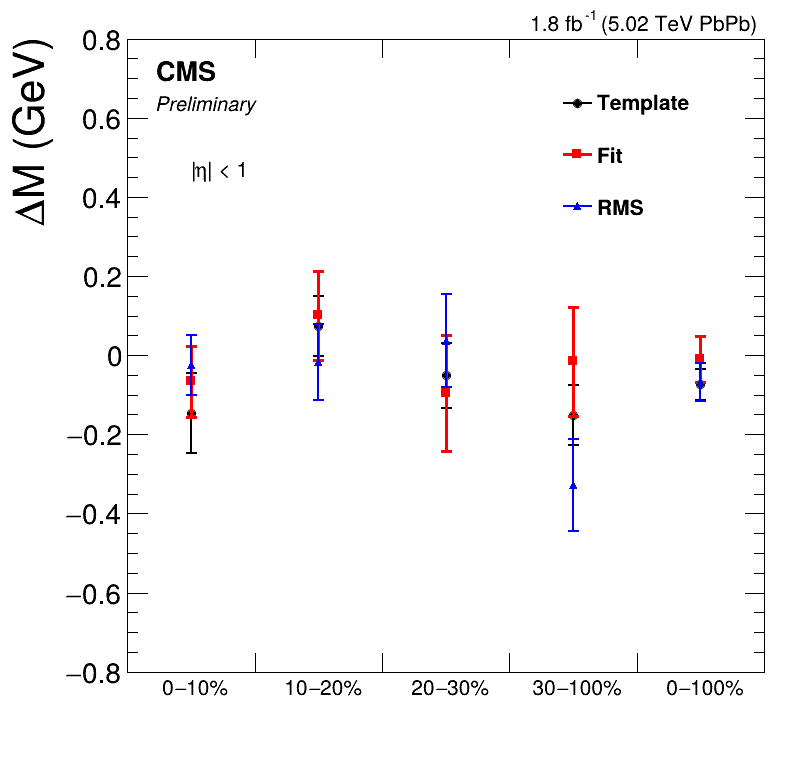 1.8 fb⁻¹ (5.02 TeV PbPb)
ΔM (GeV)
CMS
Preliminary
|η| < 1
Template
Fit
RMS
0.8
0.6
0.4
0.2
0
−0.2
−0.4
−0.6
−0.8
0−10% 10−20% 20−30% 30−100% 0−100%